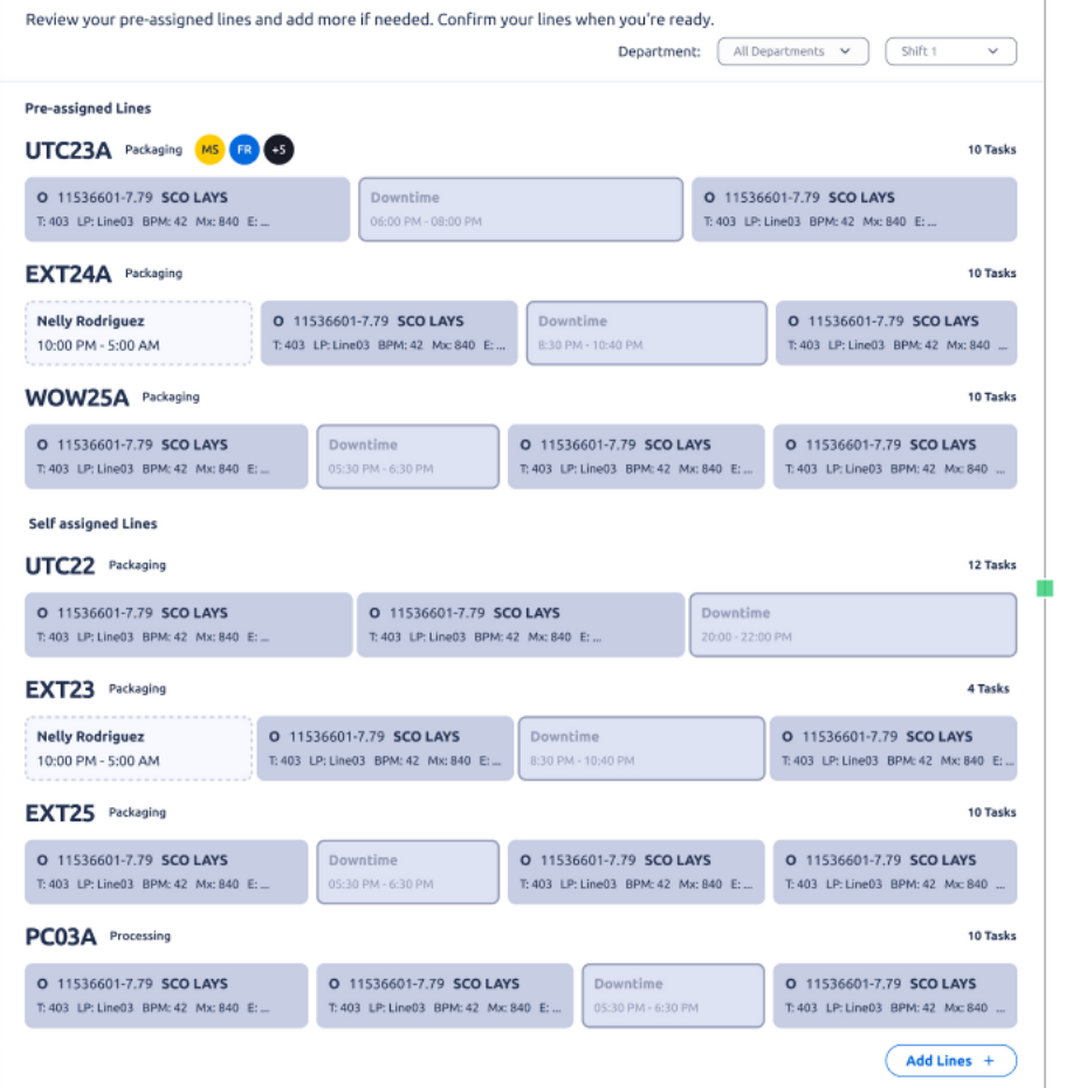 Review your pre-assigned lines and add more if needed. Confirm your lines when you're ready.
Department: All Departments Shift 1
Pre-assigned Lines
UTC23A Packaging MS FR +5 10 Tasks
O 11536601-7.79 SCO LAYS
T: 403 LP: Line03 BPM: 42 Mx: 840 E: ...
Downtime
06:00 PM - 08:00 PM
O 11536601-7.79 SCO LAYS
T: 403 LP: Line03 BPM: 42 Mx: 840 E: ...
EXT24A Packaging 10 Tasks
Nelly Rodriguez
10:00 PM - 5:00 AM
O 11536601-7.79 SCO LAYS
T: 403 LP: Line03 BPM: 42 Mx: 840 E: ...
Downtime
8:30 PM - 10:40 PM
O 11536601-7.79 SCO LAYS
T: 403 LP: Line03 BPM: 42 Mx: 840 ...
WOW25A Packaging 10 Tasks
O 11536601-7.79 SCO LAYS
T: 403 LP: Line03 BPM: 42 Mx: 840 E: ...
Downtime
05:30 PM - 6:30 PM
O 11536601-7.79 SCO LAYS
T: 403 LP: Line03 BPM: 42 Mx: 840 E: ...
O 11536601-7.79 SCO LAYS
T: 403 LP: Line03 BPM: 42 Mx: 840 ...
Self assigned Lines
UTC22 Packaging 12 Tasks
O 11536601-7.79 SCO LAYS
T: 403 LP: Line03 BPM: 42 Mx: 840 E: ...
O 11536601-7.79 SCO LAYS
T: 403 LP: Line03 BPM: 42 Mx: 840 E: ...
Downtime
20:00 - 22:00 PM
EXT23 Packaging 4 Tasks
Nelly Rodriguez
10:00 PM - 5:00 AM
O 11536601-7.79 SCO LAYS
T: 403 LP: Line03 BPM: 42 Mx: 840 E: ...
Downtime
8:30 PM - 10:40 PM
O 11536601-7.79 SCO LAYS
T: 403 LP: Line03 BPM: 42 Mx: 840 E: ...
EXT25 Packaging 10 Tasks
O 11536601-7.79 SCO LAYS
T: 403 LP: Line03 BPM: 42 Mx: 840 E: ...
Downtime
05:30 PM - 6:30 PM
O 11536601-7.79 SCO LAYS
T: 403 LP: Line03 BPM: 42 Mx: 840 E: ...
O 11536601-7.79 SCO LAYS
T: 403 LP: Line03 BPM: 42 Mx: 840 ...
PC03A Processing 10 Tasks
O 11536601-7.79 SCO LAYS
T: 403 LP: Line03 BPM: 42 Mx: 840 E: ...
O 11536601-7.79 SCO LAYS
T: 403 LP: Line03 BPM: 42 Mx: 840 E: ...
Downtime
05:30 PM - 6:30 PM
O 11536601-7.79 SCO LAYS
T: 403 LP: Line03 BPM: 42 Mx: 840 ...
Add Lines +